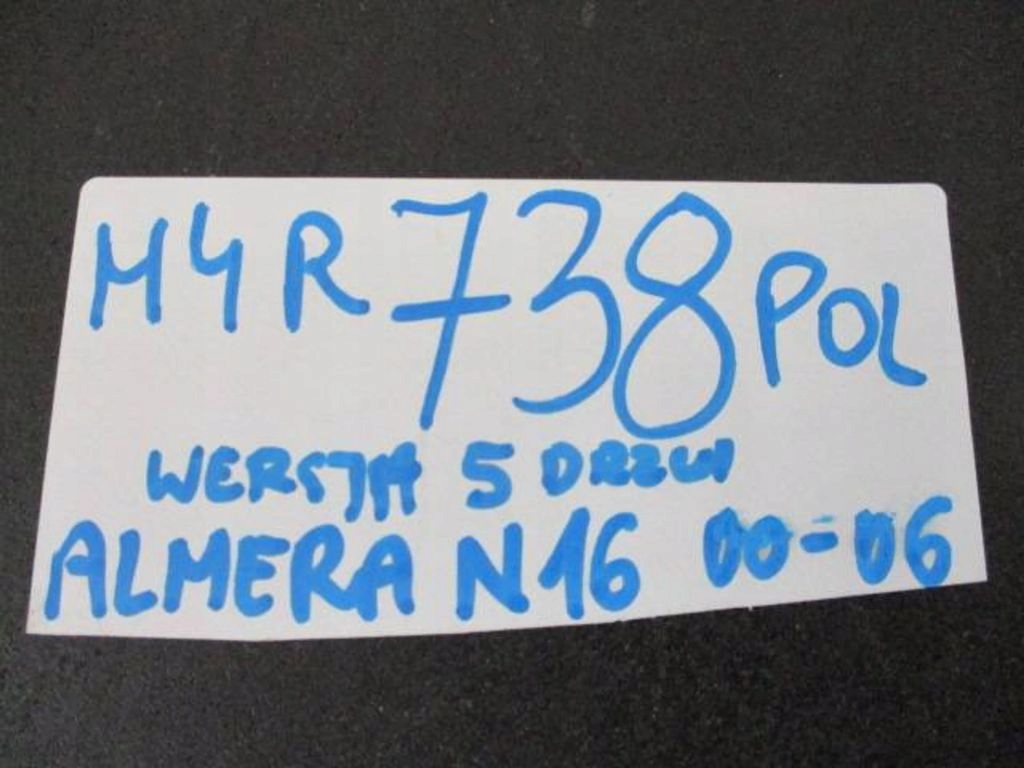 M4R 738 POL
WERSJA 5 DRZWI
ALMERA N16 00-06